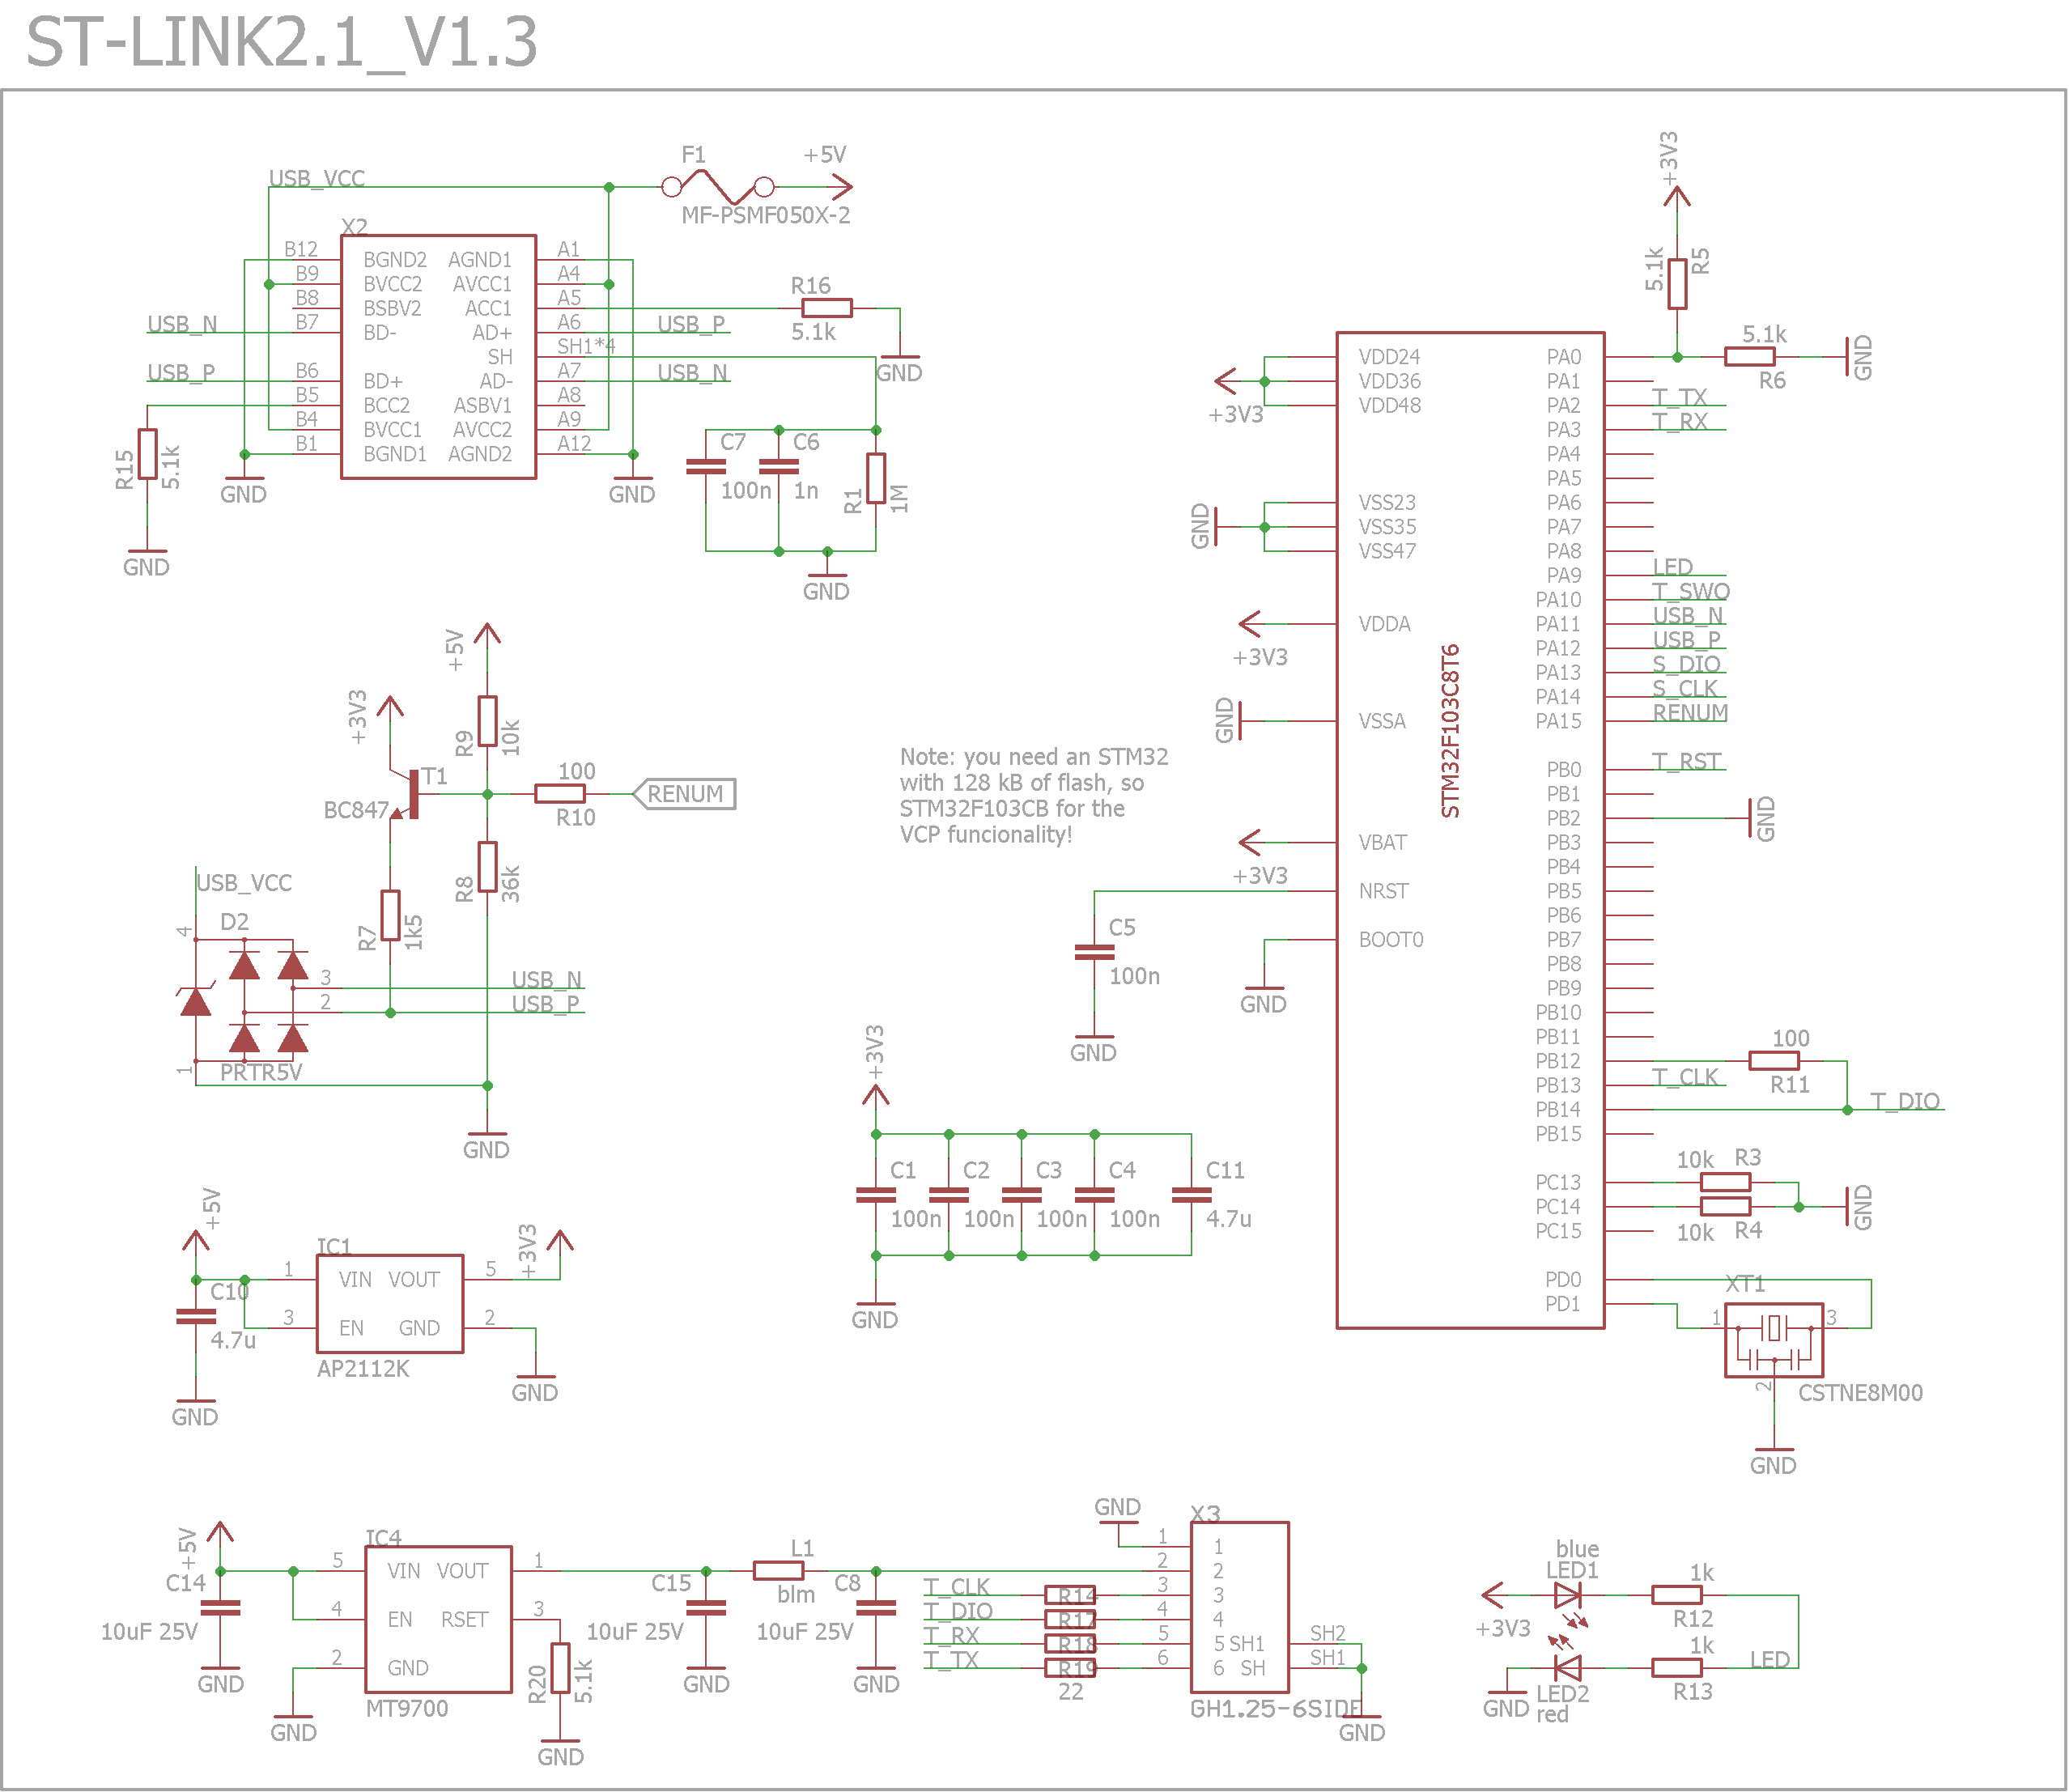 ST-LINK2.1_V1.3
USB_VCC
F1
+5V
MF-PSMF050X-2
X2
B12 BGND2 AGND1 A1
B9 BVCC2 AVCC1 A4
B8 BSBV2 ACC1 A5
B7 BD- AD+ A6
SH SH1*4
B6 BD+ AD- A7
B5 BCC2 ASBV1 A8
B4 BVCC1 AVCC2 A9
B1 BGND1 AGND2 A12
USB_N
USB_P
USB_P
USB_N
R16
5.1k
GND
R15
5.1k
GND
GND
GND
C7
100n
C6
1n
R1
1M
GND
+5V
+3V3
R9
10k
T1
BC847
100
R10
RENUM
R8
36k
R7
1k5
USB_VCC
D2
4
3
2
1
USB_N
USB_P
PRTR5V
GND
+5V
C10
4.7u
GND
IC1
1 VIN VOUT 5
3 EN GND 2
AP2112K
+3V3
GND
+3V3
C1
100n
C2
100n
C3
100n
C4
100n
C11
4.7u
GND
Note: you need an STM32
with 128 kB of flash, so
STM32F103CB for the
VCP funcionality!
C5
100n
GND
STM32F103C8T6
VDD24
VDD36
VDD48
+3V3
VSS23
VSS35
VSS47
GND
VDDA
+3V3
VSSA
GND
VBAT
+3V3
NRST
BOOT0
GND
+3V3
5.1k
R5
5.1k
R6
GND
PA0
PA1
PA2 T_TX
PA3 T_RX
PA4
PA5
PA6
PA7
PA8
PA9 LED
PA10 T_SWO
PA11 USB_N
PA12 USB_P
PA13 S_DIO
PA14 S_CLK
PA15 RENUM
PB0 T_RST
PB1
PB2 GND
PB3
PB4
PB5
PB6
PB7
PB8
PB9
PB10
PB11
PB12
PB13 T_CLK
PB14 T_DIO
PB15
100
R11
PC13
PC14
PC15
10k R3
10k R4
GND
PD0
PD1
XT1
1
3
2
CSTNE8M00
GND
+5V
C14
10uF 25V
GND
IC4
5 VIN VOUT 1
4 EN RSET 3
2 GND
MT9700
GND
R20
5.1k
GND
C15
10uF 25V
GND
L1
blm
C8
10uF 25V
GND
GND
X3
1 1
2 2
T_CLK R14 3 3
T_DIO R17 4 4
T_RX R18 5 5 SH1 SH2
T_TX R19 6 6 SH SH1
22
GH1.25-6SIDE
GND
blue
LED1
1k
R12
+3V3
1k
R13
LED
GND
LED2
red